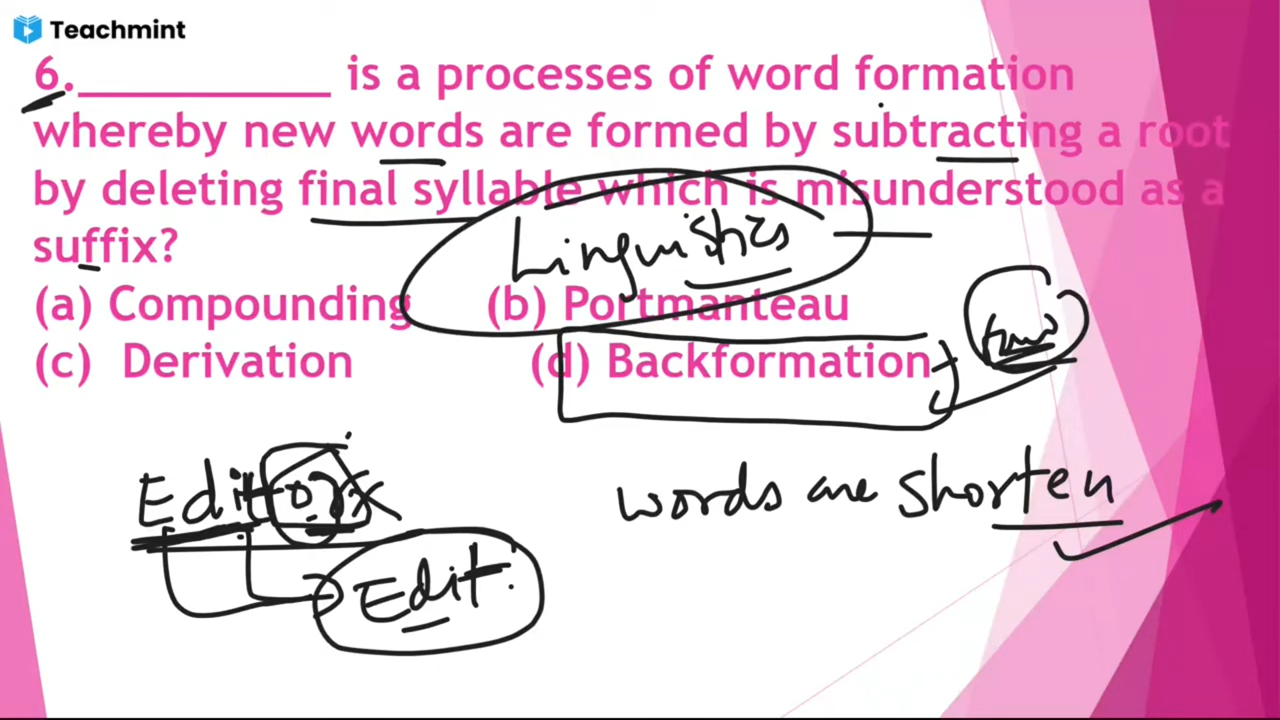 Teachmint
6.___________ is a processes of word formation
whereby new words are formed by subtracting a root
by deleting final syllable which is misunderstood as a
suffix?
Linguistics
(a) Compounding (b) Portmanteau
(c) Derivation (d) Backformation
Editor
words are shorten
Edit.